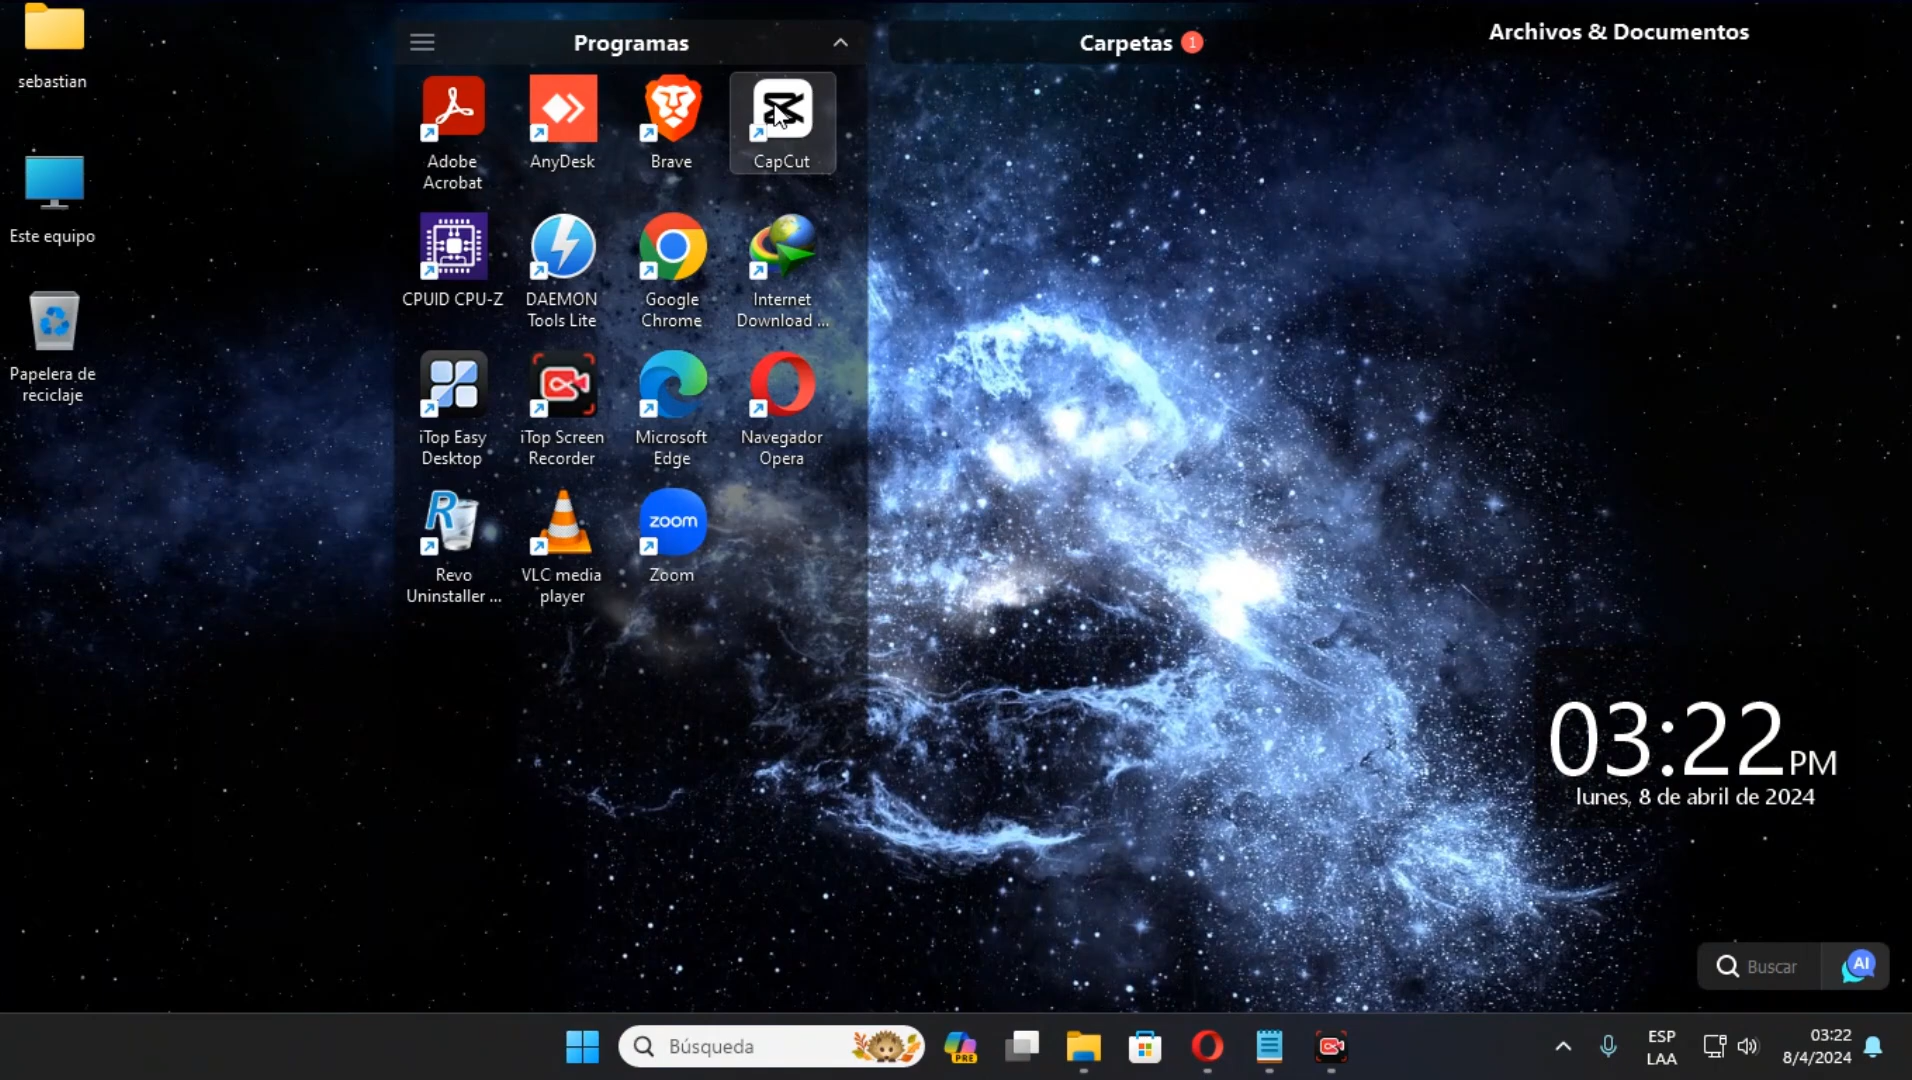 sebastian
Este equipo
Papelera de
reciclaje
Programas
Carpetas 1
Archivos & Documentos
Adobe
Acrobat
AnyDesk
Brave
CapCut
CPUID CPU-Z
DAEMON
Tools Lite
Google
Chrome
Internet
Download ...
iTop Easy
Desktop
iTop Screen
Recorder
Microsoft
Edge
Navegador
Opera
Revo
Uninstaller ...
VLC media
player
zoom
Zoom
03:22PM
lunes, 8 de abril de 2024
Buscar
AI
Búsqueda
PRE
ESP
LAA
03:22
8/4/2024